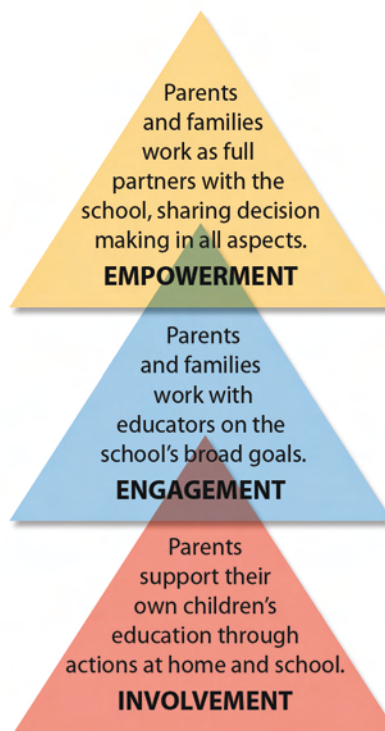 Parents
and families
work as full
partners with the
school, sharing decision
making in all aspects.
EMPOWERMENT
Parents
and families
work with
educators on the
school’s broad goals.
ENGAGEMENT
Parents
support their
own children’s
education through
actions at home and school.
INVOLVEMENT